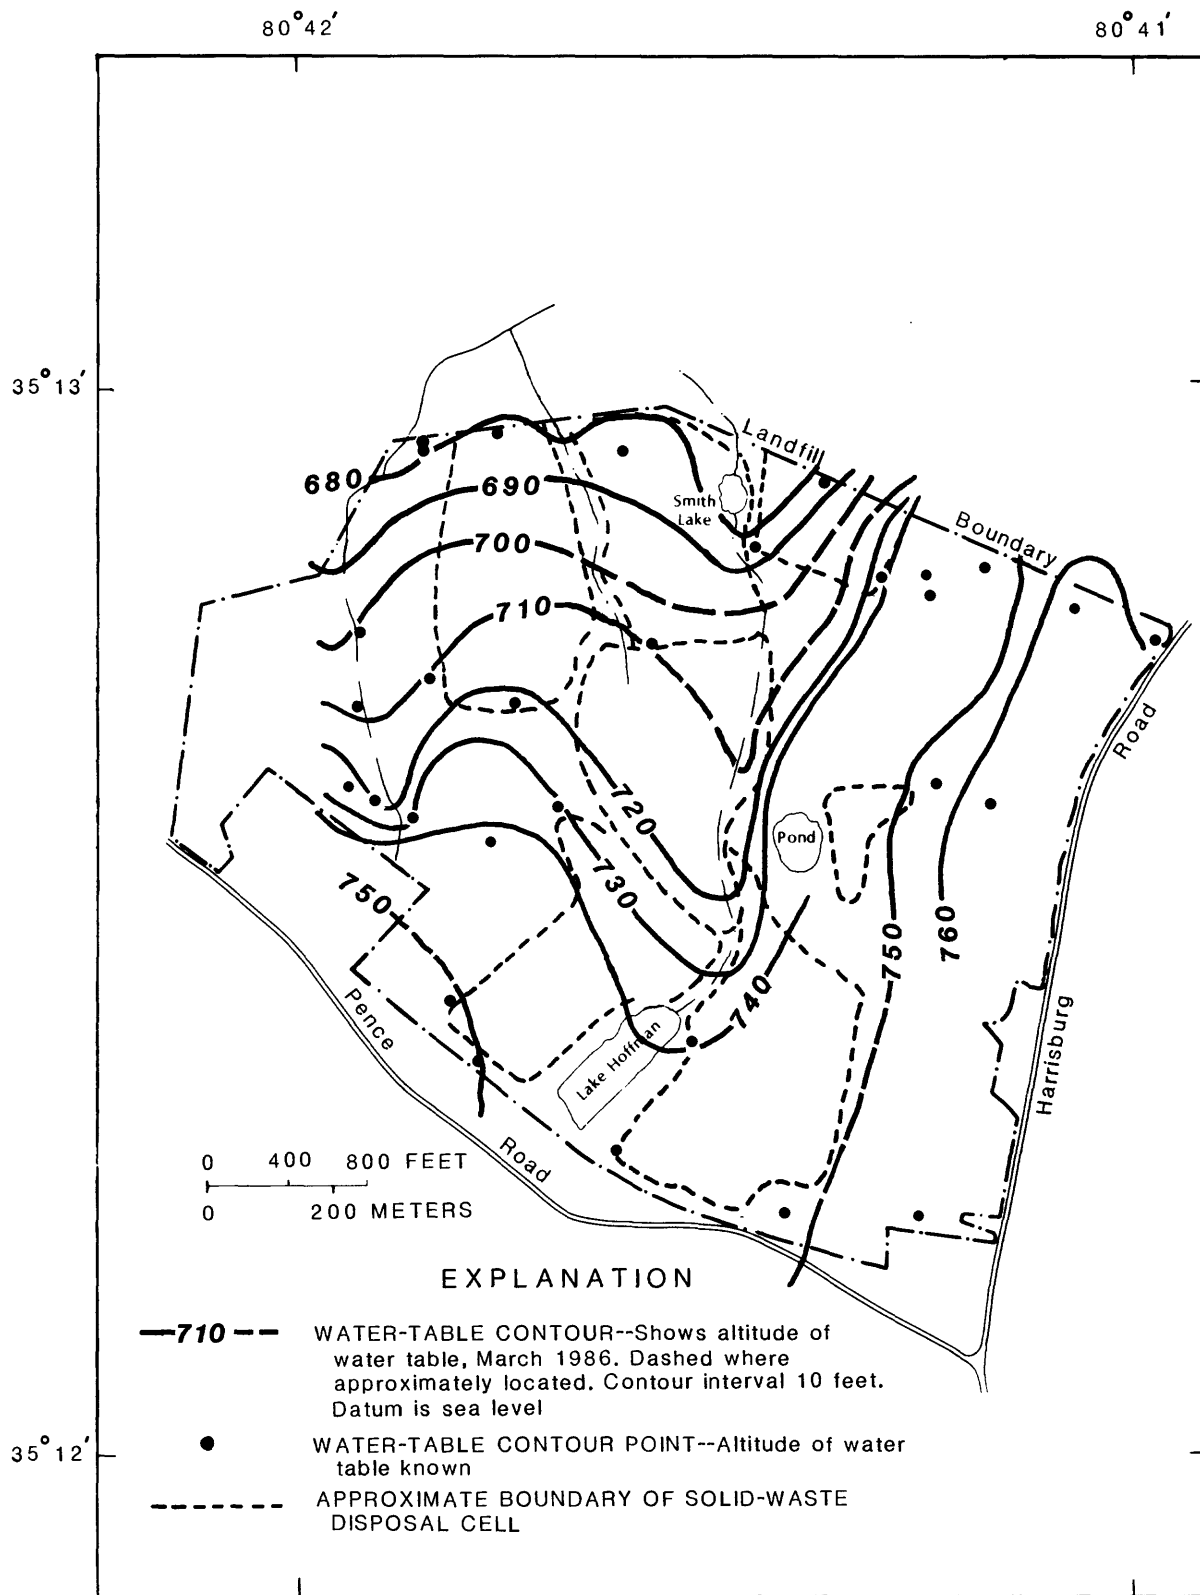 80°42′
80°41′
35°13′
Landfill
Boundary
680
690
Smith
Lake
700
710
Road
720
Pond
730
750
750
760
740
Pence
Lake Hoffman
Harrisburg
Road
0 400 800 FEET
0 200 METERS
EXPLANATION
710
WATER-TABLE CONTOUR--Shows altitude of
water table, March 1986. Dashed where
approximately located. Contour interval 10 feet.
Datum is sea level
WATER-TABLE CONTOUR POINT--Altitude of water
table known
35°12′
APPROXIMATE BOUNDARY OF SOLID-WASTE
DISPOSAL CELL